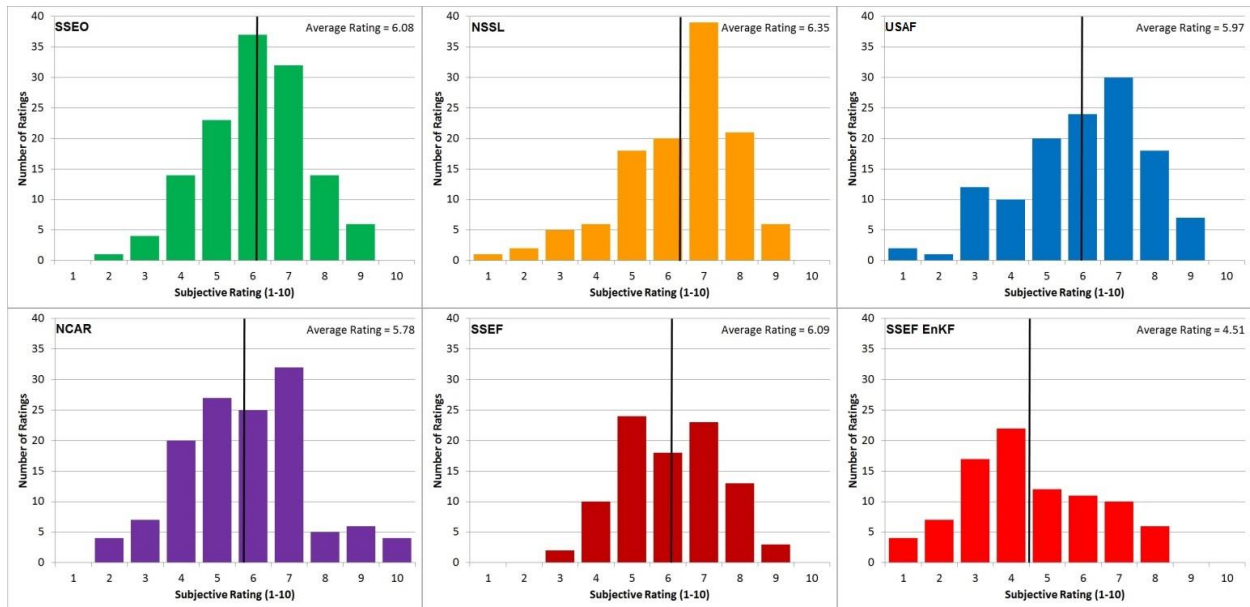 SSEO
Average Rating = 6.08
Number of Ratings
40
35
30
25
20
15
10
5
0
1 2 3 4 5 6 7 8 9 10
Subjective Rating (1-10)
NSSL
Average Rating = 6.35
Number of Ratings
40
35
30
25
20
15
10
5
0
1 2 3 4 5 6 7 8 9 10
Subjective Rating (1-10)
USAF
Average Rating = 5.97
Number of Ratings
40
35
30
25
20
15
10
5
0
1 2 3 4 5 6 7 8 9 10
Subjective Rating (1-10)
NCAR
Average Rating = 5.78
Number of Ratings
40
35
30
25
20
15
10
5
0
1 2 3 4 5 6 7 8 9 10
Subjective Rating (1-10)
SSEF
Average Rating = 6.09
Number of Ratings
40
35
30
25
20
15
10
5
0
1 2 3 4 5 6 7 8 9 10
Subjective Rating (1-10)
SSEF EnKF
Average Rating = 4.51
Number of Ratings
40
35
30
25
20
15
10
5
0
1 2 3 4 5 6 7 8 9 10
Subjective Rating (1-10)